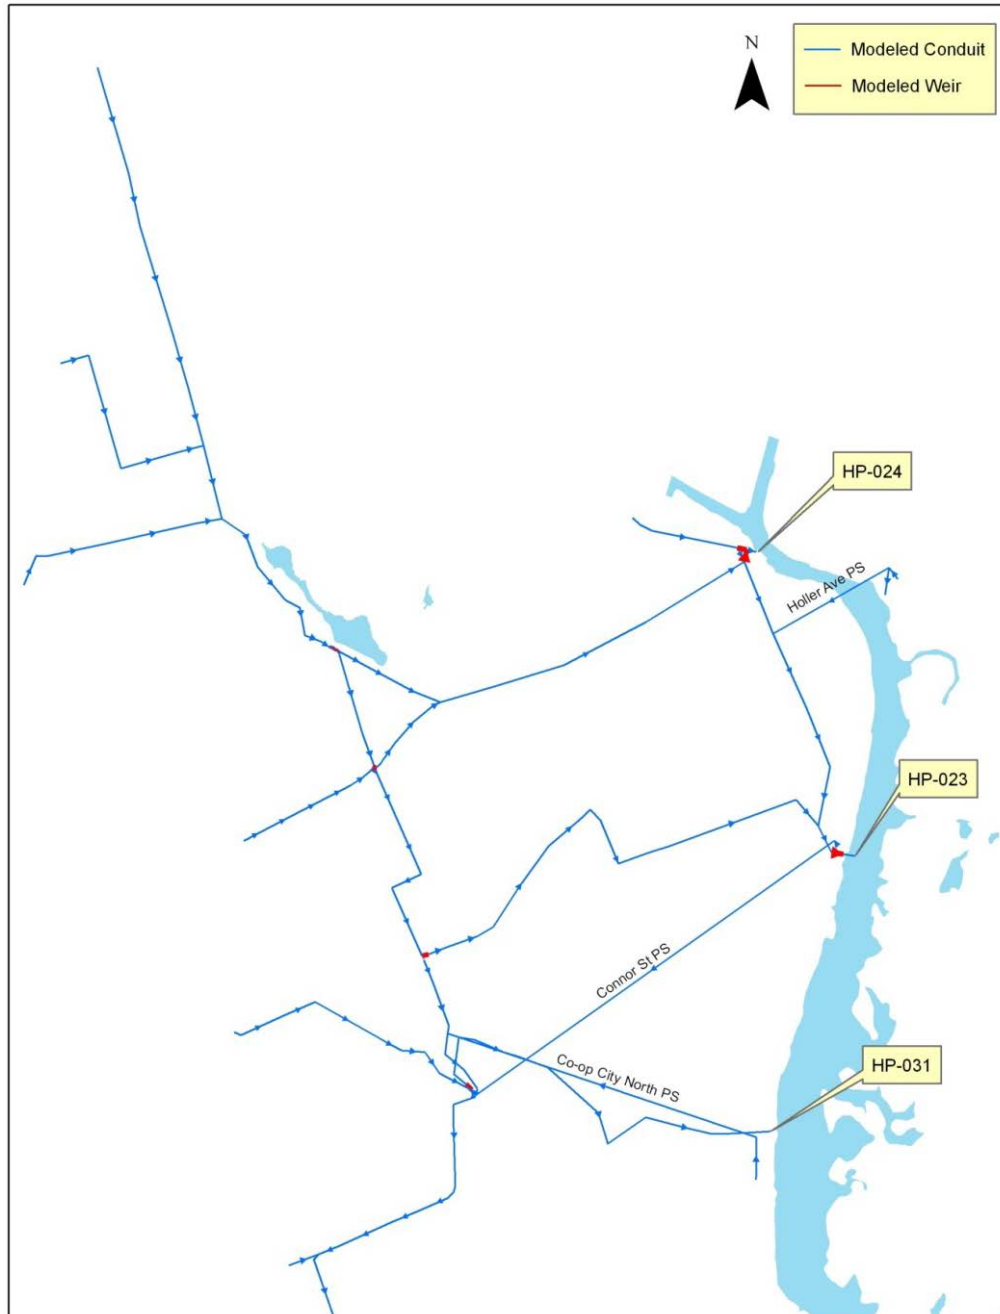 N
Modeled Conduit
Modeled Weir
HP-024
Holler Ave PS
HP-023
Connor St PS
Co-op City North PS
HP-031